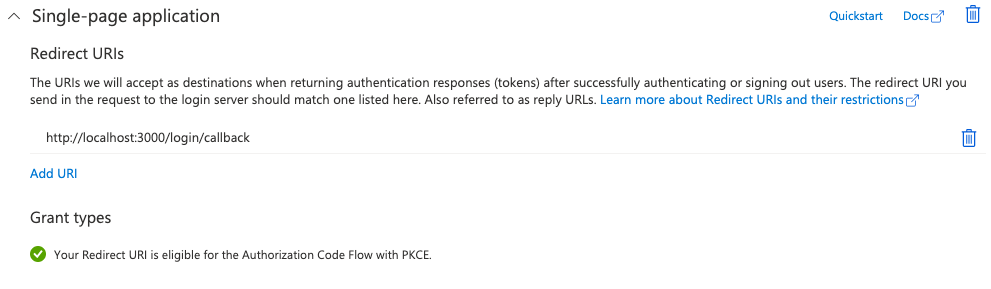 Single-page application Quickstart Docs
Redirect URIs
The URIs we will accept as destinations when returning authentication responses (tokens) after successfully authenticating or signing out users. The redirect URI you
send in the request to the login server should match one listed here. Also referred to as reply URLs. Learn more about Redirect URIs and their restrictions
http://localhost:3000/login/callback
Add URI
Grant types
Your Redirect URI is eligible for the Authorization Code Flow with PKCE.